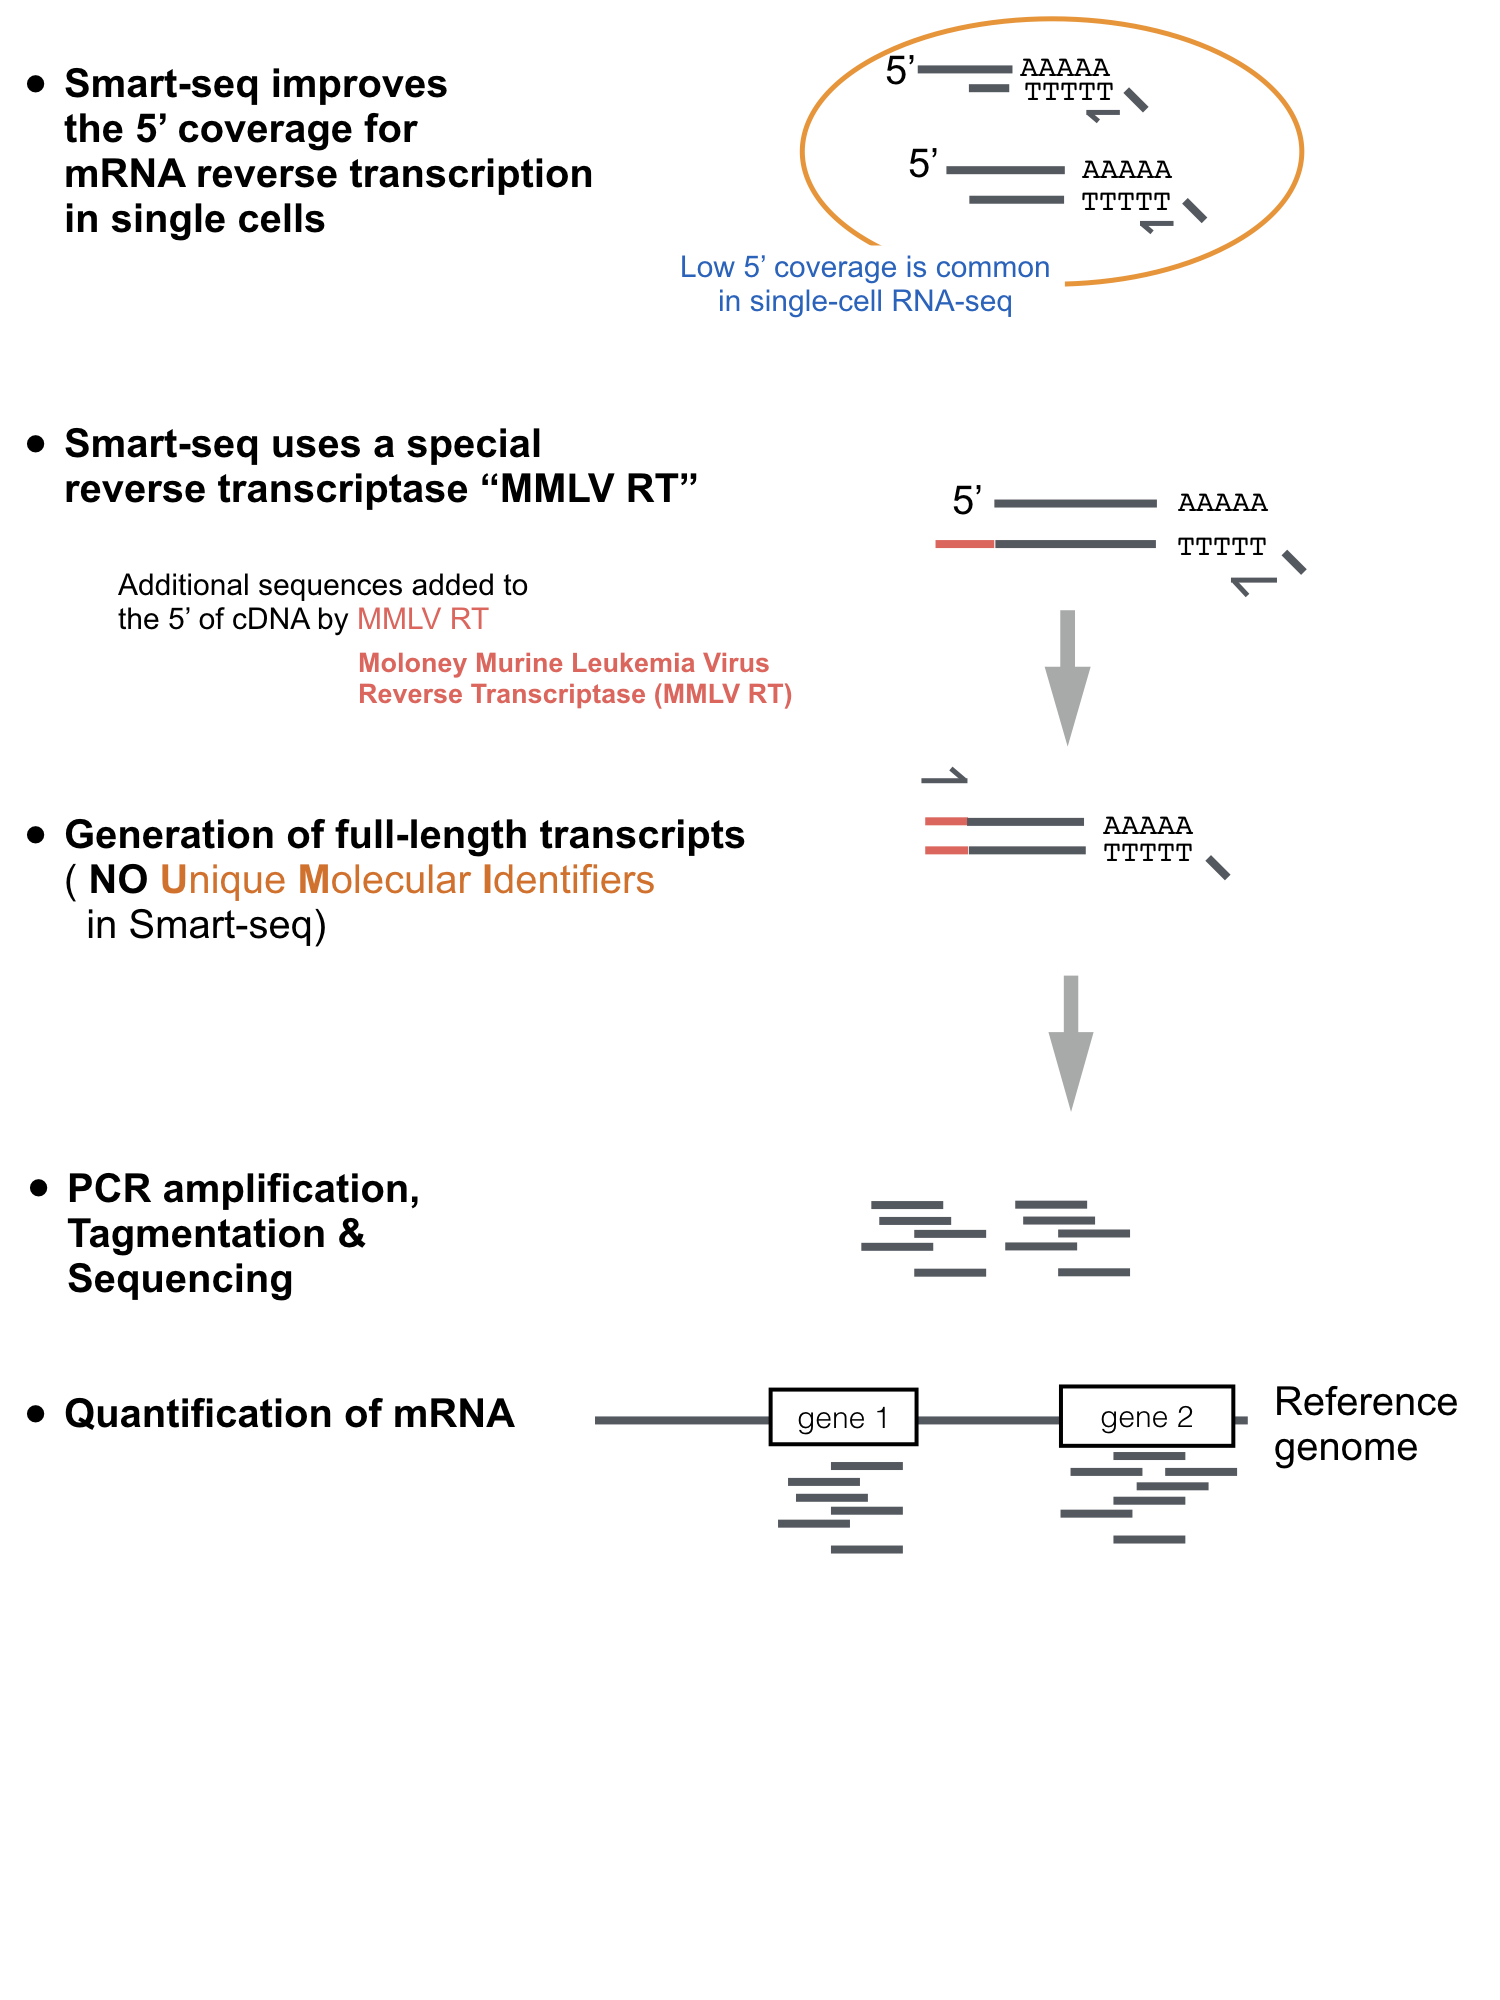 • Smart-seq improves
the 5’ coverage for
mRNA reverse transcription
in single cells
5’ AAAAA
TTTTT
5’ AAAAA
TTTTT
Low 5’ coverage is common
in single-cell RNA-seq
• Smart-seq uses a special
reverse transcriptase “MMLV RT”
5’ AAAAA
TTTTT
Additional sequences added to
the 5’ of cDNA by MMLV RT
Moloney Murine Leukemia Virus
Reverse Transcriptase (MMLV RT)
• Generation of full-length transcripts
( NO Unique Molecular Identifiers
in Smart-seq)
AAAAA
TTTTT
• PCR amplification,
Tagmentation &
Sequencing
• Quantification of mRNA
gene 1
gene 2
Reference
genome